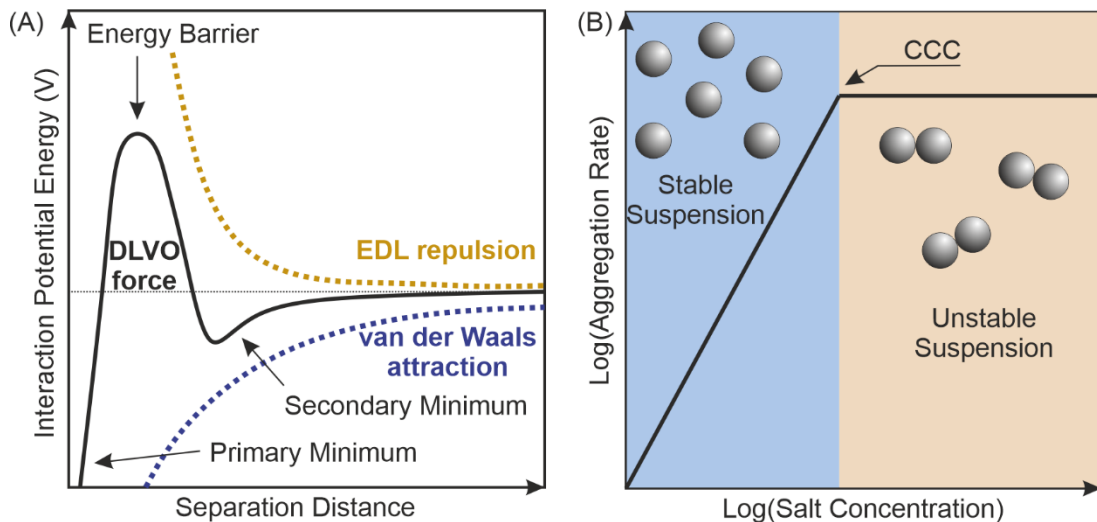 (A)
Energy Barrier
Interaction Potential Energy (V)
DLVO
force
EDL repulsion
van der Waals
attraction
Secondary Minimum
Primary Minimum
Separation Distance
(B)
CCC
Log(Aggregation Rate)
Stable
Suspension
Unstable
Suspension
Log(Salt Concentration)